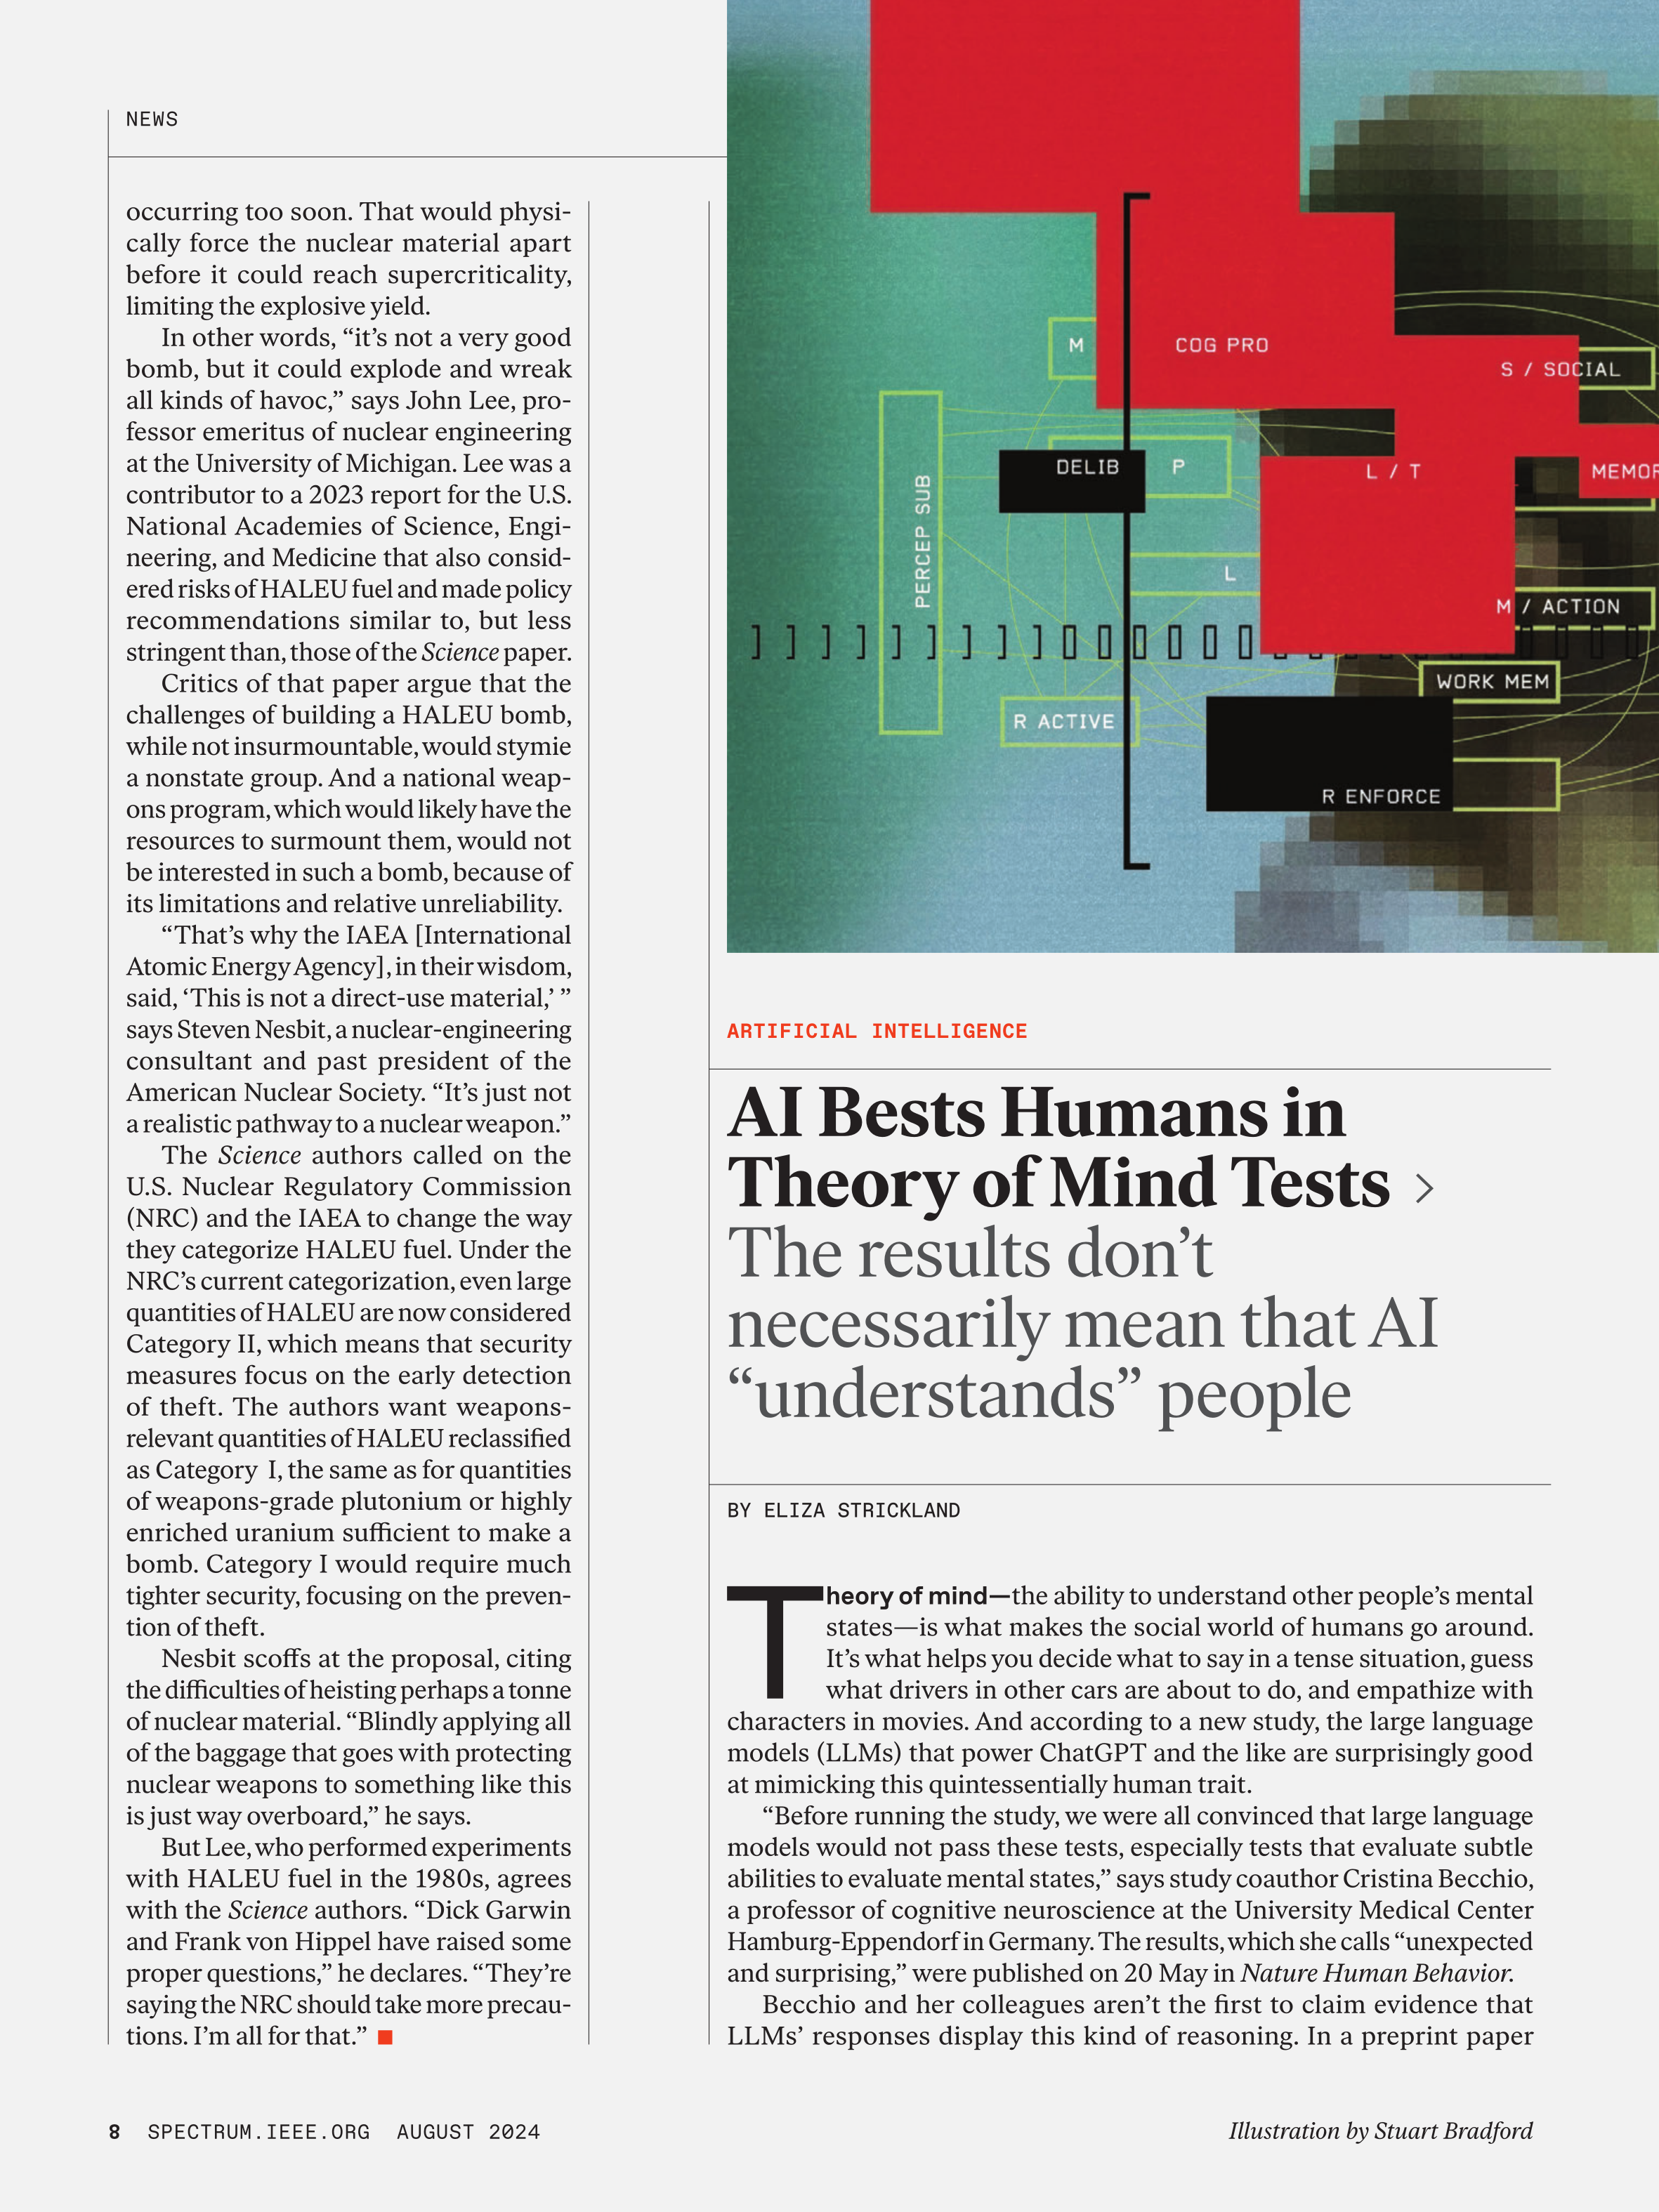 NEWS
occurring too soon. That would physi-
cally force the nuclear material apart
before it could reach supercriticality,
limiting the explosive yield.
In other words, “it’s not a very good
bomb, but it could explode and wreak
all kinds of havoc,” says John Lee, pro-
fessor emeritus of nuclear engineering
at the University of Michigan. Lee was a
contributor to a 2023 report for the U.S.
National Academies of Science, Engi-
neering, and Medicine that also consid-
ered risks of HALEU fuel and made policy
recommendations similar to, but less
stringent than, those of the Science paper.
Critics of that paper argue that the
challenges of building a HALEU bomb,
while not insurmountable, would stymie
a nonstate group. And a national weap-
ons program, which would likely have the
resources to surmount them, would not
be interested in such a bomb, because of
its limitations and relative unreliability.
“That’s why the IAEA [International
Atomic Energy Agency], in their wisdom,
said, ‘This is not a direct-use material,’ ”
says Steven Nesbit, a nuclear-engineering
consultant and past president of the
American Nuclear Society. “It’s just not
a realistic pathway to a nuclear weapon.”
The Science authors called on the
U.S. Nuclear Regulatory Commission
(NRC) and the IAEA to change the way
they categorize HALEU fuel. Under the
NRC’s current categorization, even large
quantities of HALEU are now considered
Category II, which means that security
measures focus on the early detection
of theft. The authors want weapons-
relevant quantities of HALEU reclassified
as Category I, the same as for quantities
of weapons-grade plutonium or highly
enriched uranium sufficient to make a
bomb. Category I would require much
tighter security, focusing on the preven-
tion of theft.
Nesbit scoffs at the proposal, citing
the difficulties of heisting perhaps a tonne
of nuclear material. “Blindly applying all
of the baggage that goes with protecting
nuclear weapons to something like this
is just way overboard,” he says.
But Lee, who performed experiments
with HALEU fuel in the 1980s, agrees
with the Science authors. “Dick Garwin
and Frank von Hippel have raised some
proper questions,” he declares. “They’re
saying the NRC should take more precau-
tions. I’m all for that.”
M
COG PRO
S / SOCIAL
DELIB
P
L / T
MEMOR
PERCEP SUB
L
M / ACTION
WORK MEM
R ACTIVE
R ENFORCE
ARTIFICIAL INTELLIGENCE
AI Bests Humans in
Theory of Mind Tests >
The results don’t
necessarily mean that AI
“understands” people
BY ELIZA STRICKLAND
Theory of mind—the ability to understand other people’s mental
states—is what makes the social world of humans go around.
It’s what helps you decide what to say in a tense situation, guess
what drivers in other cars are about to do, and empathize with
characters in movies. And according to a new study, the large language
models (LLMs) that power ChatGPT and the like are surprisingly good
at mimicking this quintessentially human trait.
“Before running the study, we were all convinced that large language
models would not pass these tests, especially tests that evaluate subtle
abilities to evaluate mental states,” says study coauthor Cristina Becchio,
a professor of cognitive neuroscience at the University Medical Center
Hamburg-Eppendorf in Germany. The results, which she calls “unexpected
and surprising,” were published on 20 May in Nature Human Behavior.
Becchio and her colleagues aren’t the first to claim evidence that
LLMs’ responses display this kind of reasoning. In a preprint paper
8 SPECTRUM.IEEE.ORG AUGUST 2024
Illustration by Stuart Bradford